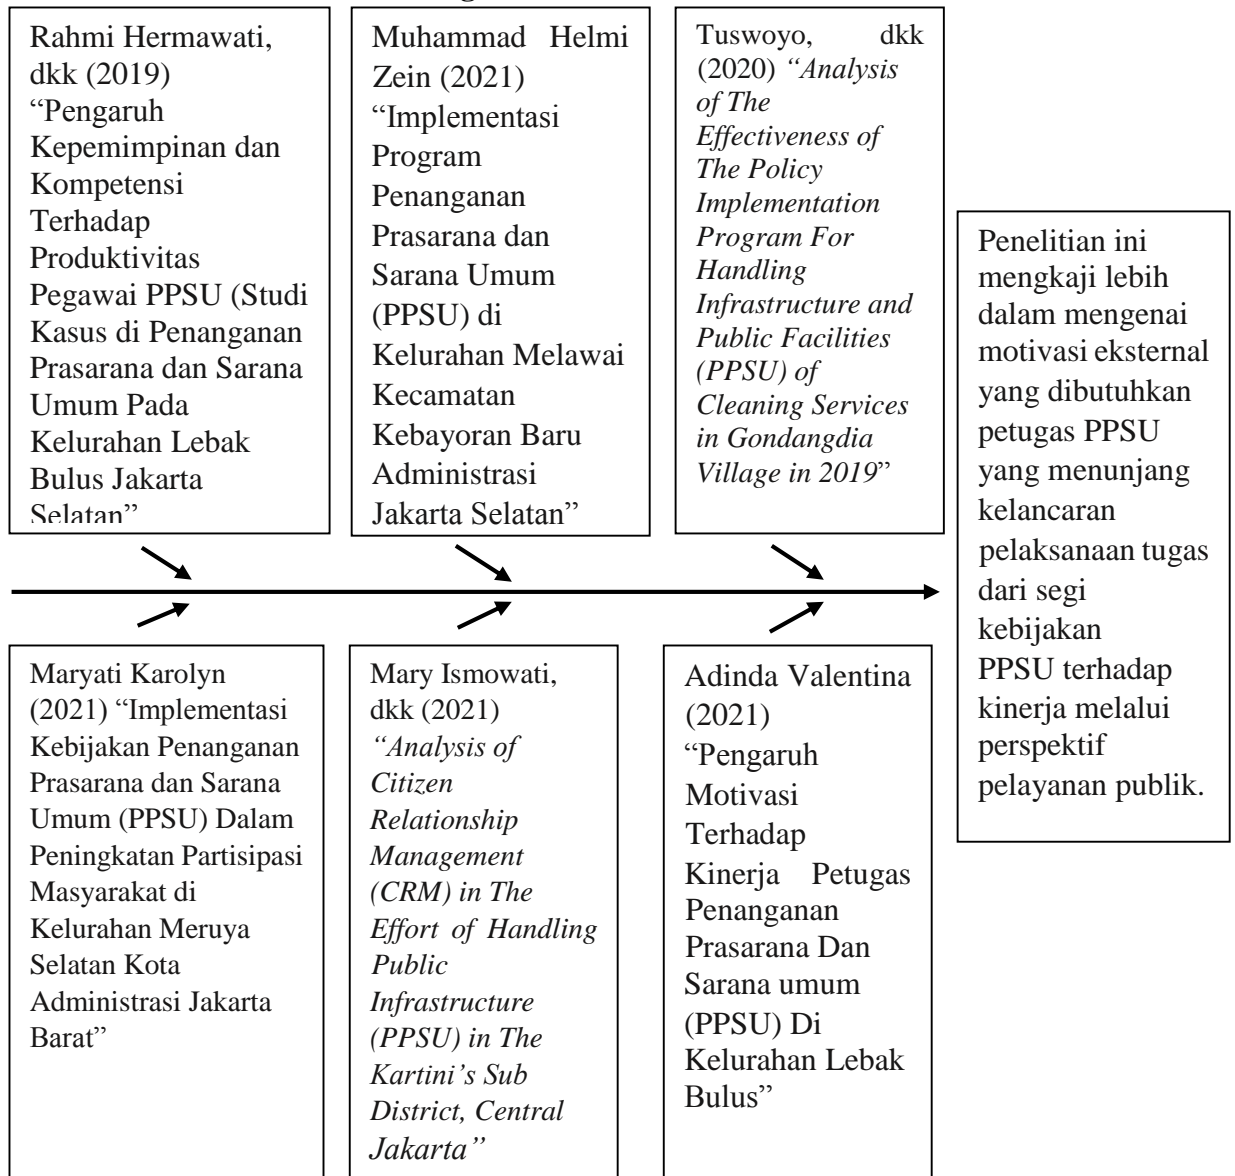 Rahmi Hermawati,
dkk (2019)
“Pengaruh
Kepemimpinan dan
Kompetensi
Terhadap
Produktivitas
Pegawai PPSU (Studi
Kasus di Penanganan
Prasarana dan Sarana
Umum Pada
Kelurahan Lebak
Bulus Jakarta
Selatan”
Muhammad Helmi
Zein (2021)
“Implementasi
Program
Penanganan
Prasarana dan
Sarana Umum
(PPSU) di
Kelurahan Melawai
Kecamatan
Kebayoran Baru
Administrasi
Jakarta Selatan”
Tuswoyo, dkk
(2020) “Analysis
of The
Effectiveness of
The Policy
Implementation
Program For
Handling
Infrastructure and
Public Facilities
(PPSU) of
Cleaning Services
in Gondangdia
Village in 2019”
Maryati Karolyn
(2021) “Implementasi
Kebijakan Penanganan
Prasarana dan Sarana
Umum (PPSU) Dalam
Peningkatan Partisipasi
Masyarakat di
Kelurahan Meruya
Selatan Kota
Administrasi Jakarta
Barat”
Mary Ismowati,
dkk (2021)
“Analysis of
Citizen
Relationship
Management
(CRM) in The
Effort of Handling
Public
Infrastructure
(PPSU) in The
Kartini’s Sub
District, Central
Jakarta”
Adinda Valentina
(2021)
“Pengaruh
Motivasi
Terhadap
Kinerja Petugas
Penanganan
Prasarana Dan
Sarana umum
(PPSU) Di
Kelurahan Lebak
Bulus”
Penelitian ini
mengkaji lebih
dalam mengenai
motivasi eksternal
yang dibutuhkan
petugas PPSU
yang menunjang
kelancaran
pelaksanaan tugas
dari segi
kebijakan
PPSU terhadap
kinerja melalui
perspektif
pelayanan publik.